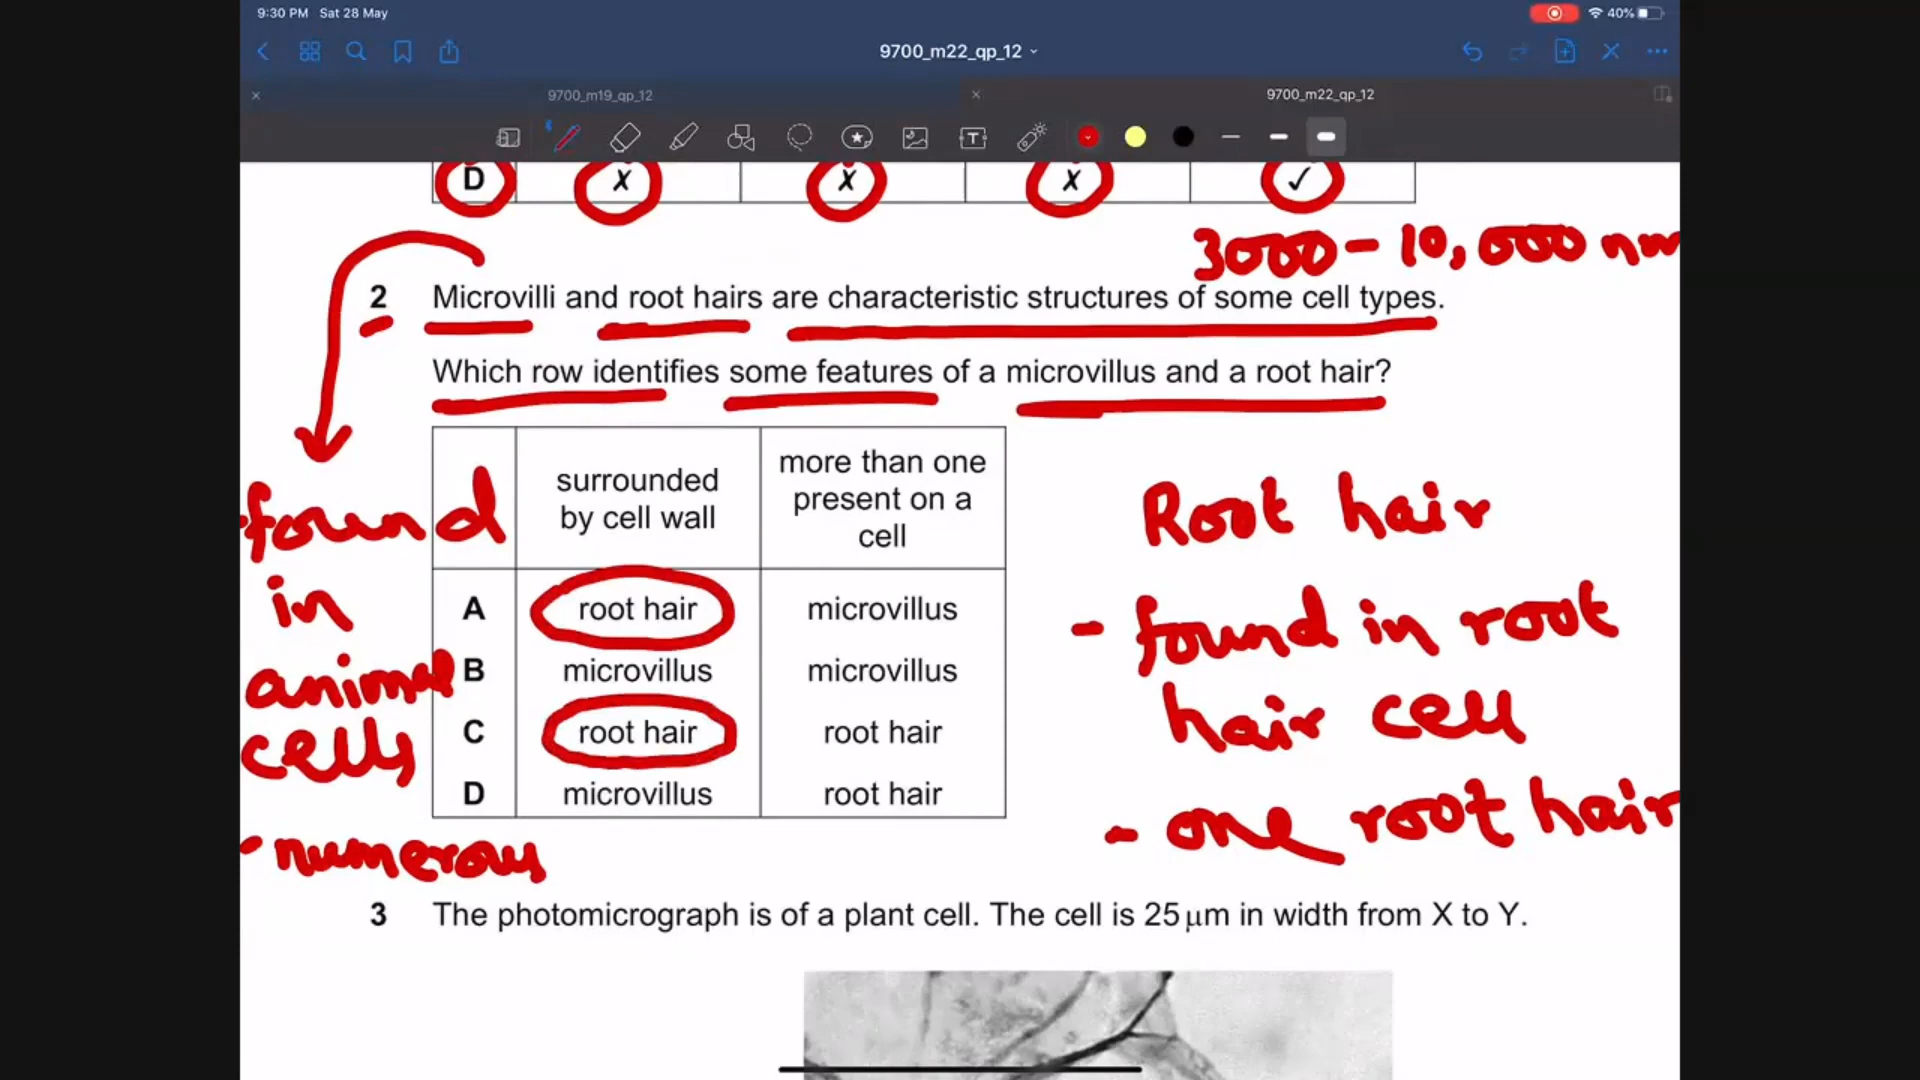 9:30 PM Sat 28 May
40%
9700_m22_qp_12
9700_m19_qp_12
9700_m22_qp_12
D X X X ✓
3000 - 10,000 nm
2 Microvilli and root hairs are characteristic structures of some cell types.
Which row identifies some features of a microvillus and a root hair?
surrounded by cell wall
more than one present on a cell
A root hair microvillus
B microvillus microvillus
C root hair root hair
D microvillus root hair
found
in
animal
cells
- numerous
Root hair
- found in root
hair cell
- one root hair
3 The photomicrograph is of a plant cell. The cell is 25 µm in width from X to Y.